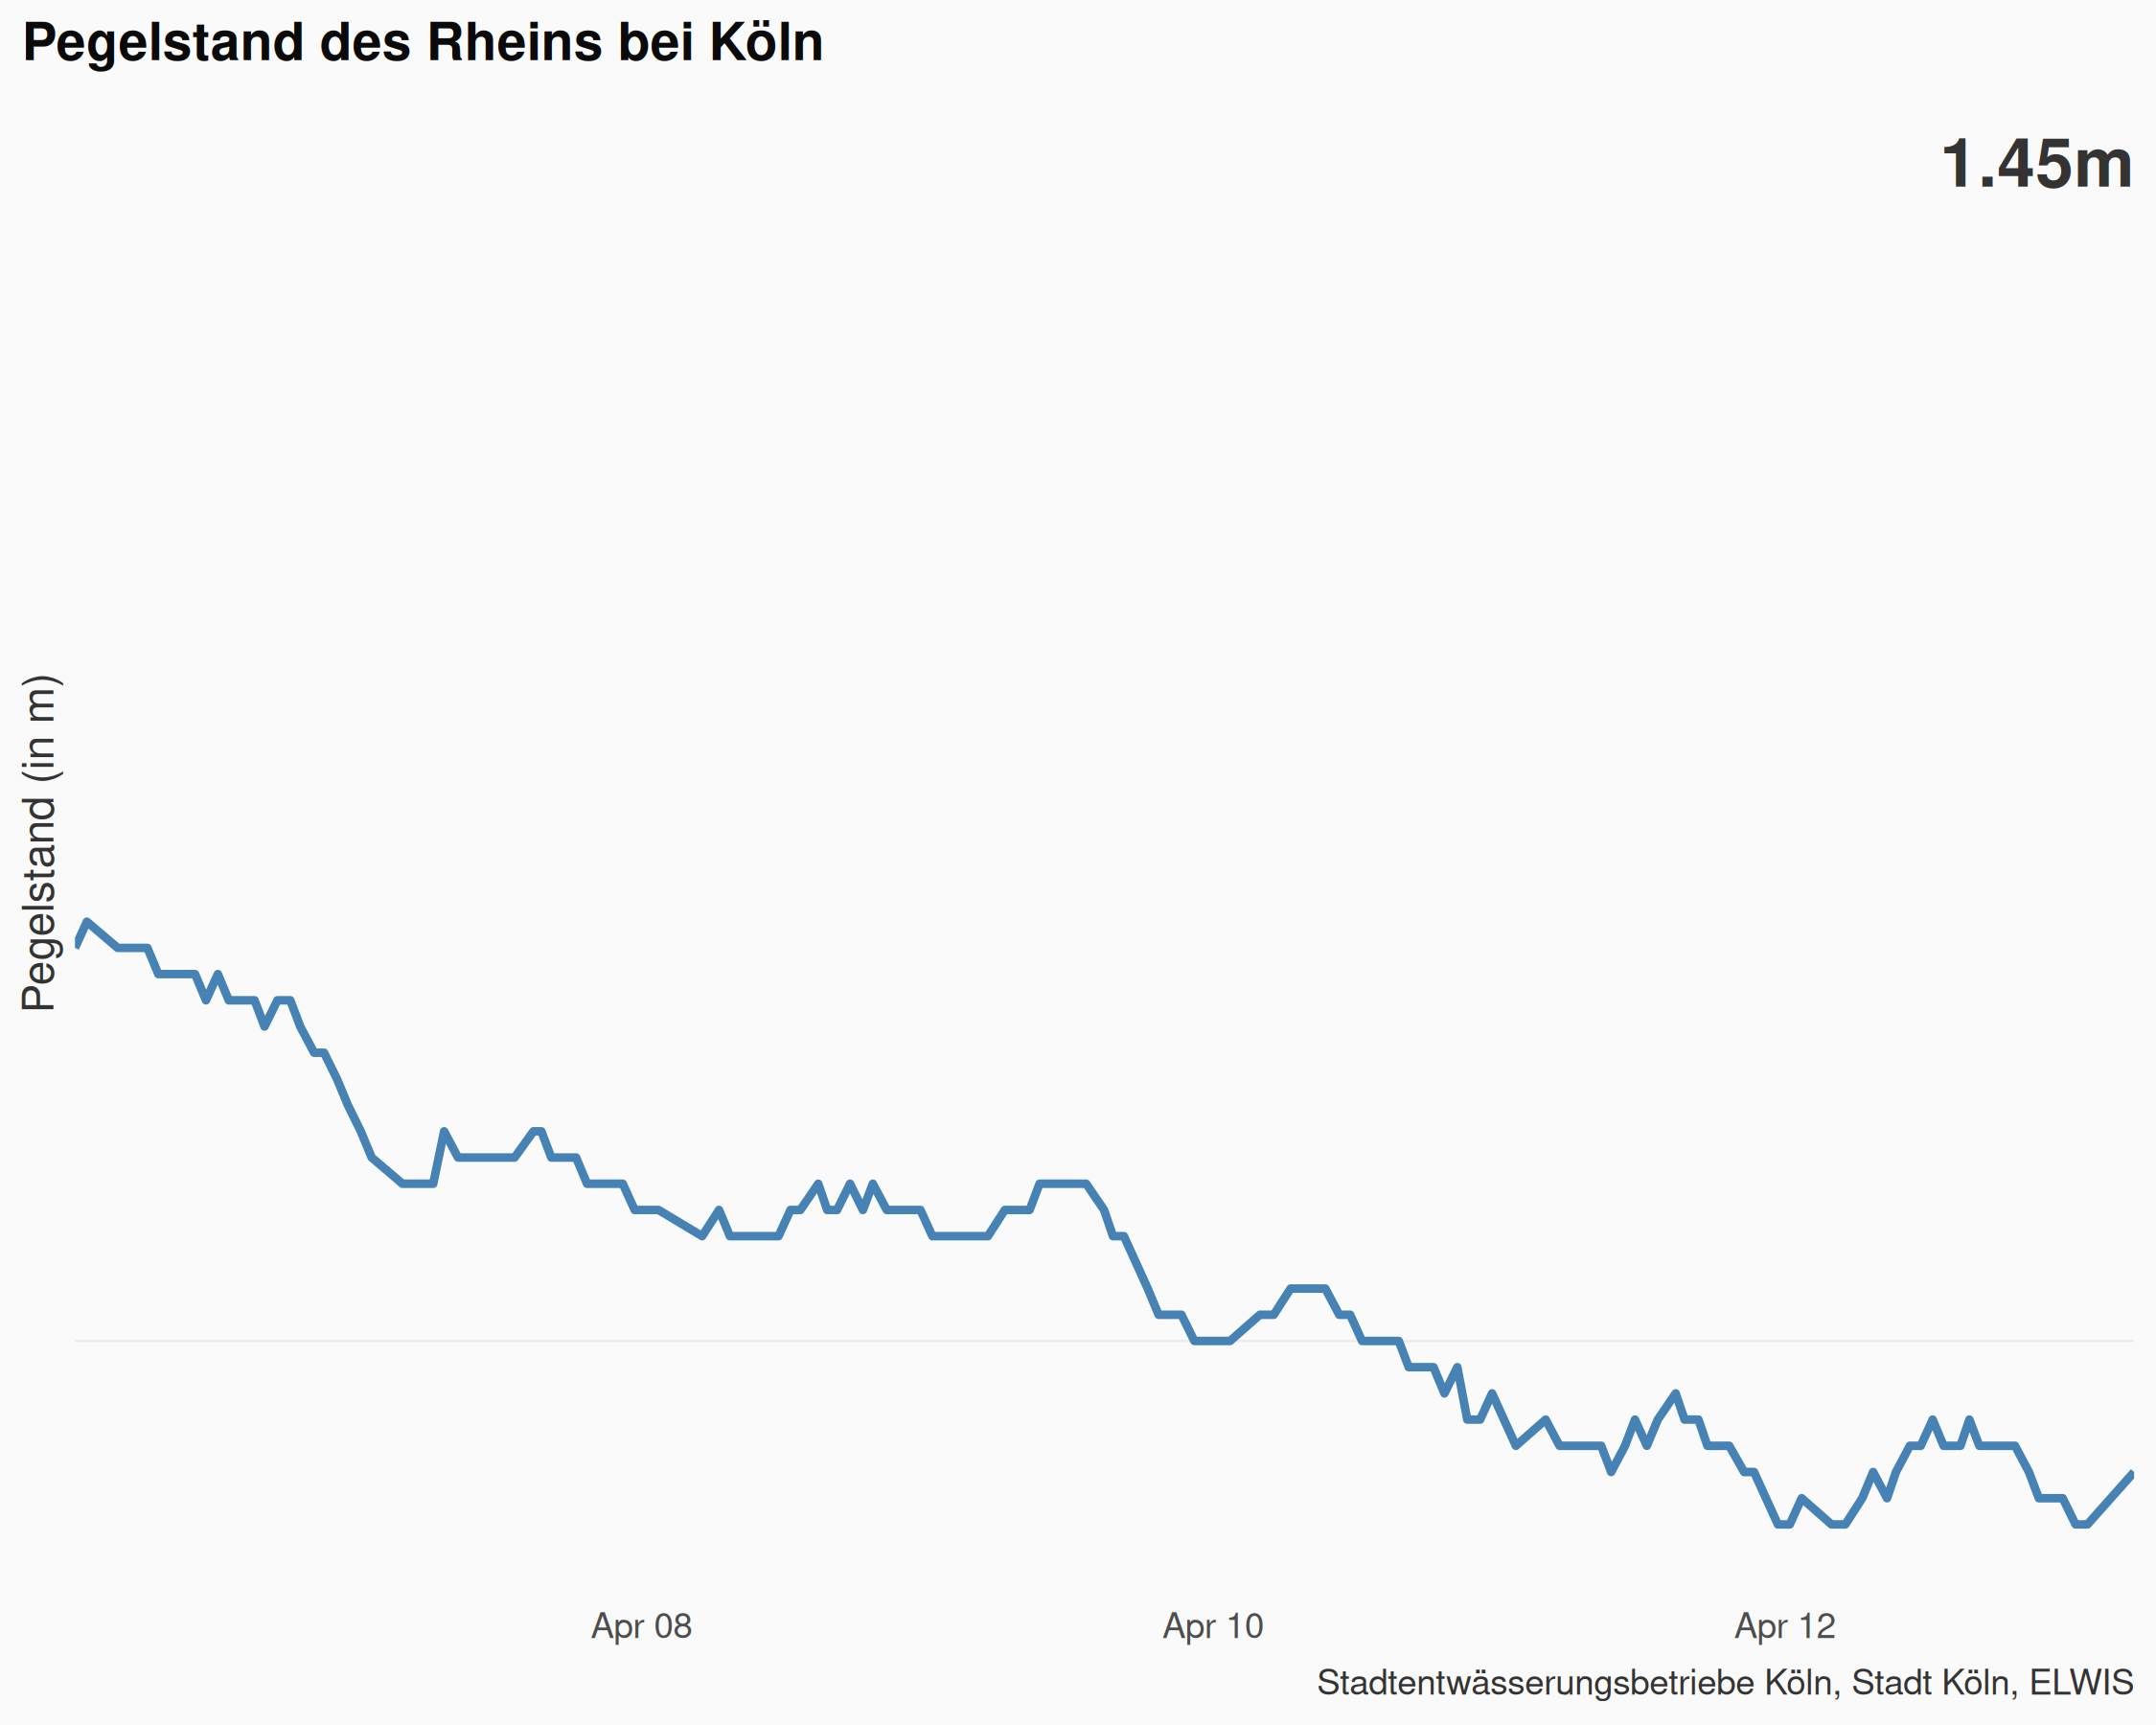 Pegelstand des Rheins bei Köln
1.45m
Pegelstand (in m)
Apr 08
Apr 10
Apr 12
Stadtentwässerungsbetriebe Köln, Stadt Köln, ELWIS